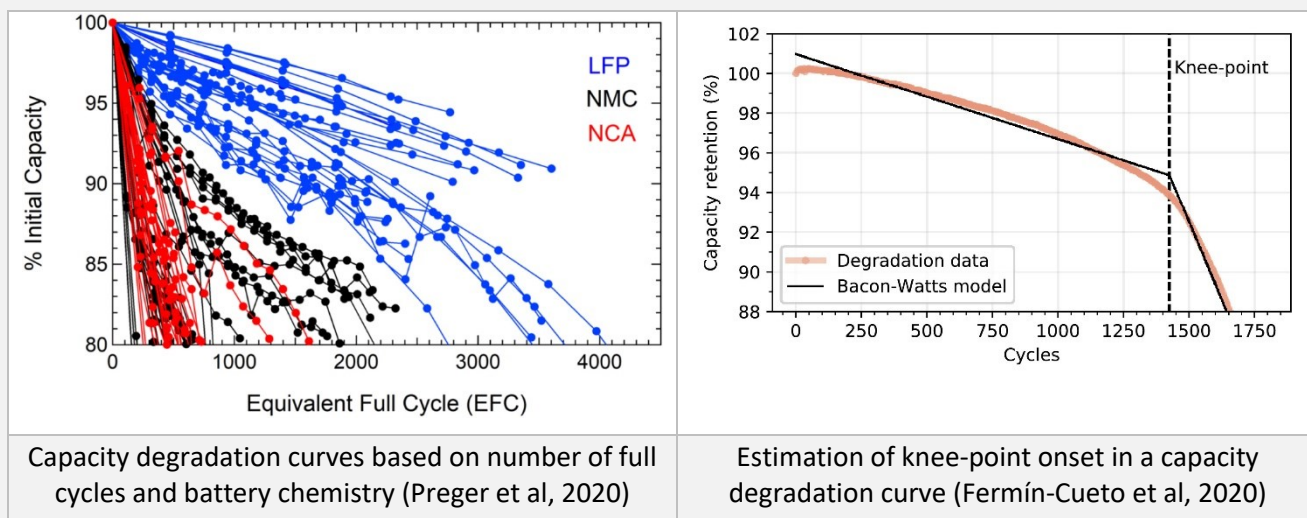 100
95
90
85
80
% Initial Capacity
LFP
NMC
NCA
0 1000 2000 3000 4000
Equivalent Full Cycle (EFC)
102
100
98
96
94
92
90
88
Capacity retention (%)
Knee-point
Degradation data
Bacon-Watts model
0 250 500 750 1000 1250 1500 1750
Cycles
Capacity degradation curves based on number of full
cycles and battery chemistry (Preger et al, 2020)
Estimation of knee-point onset in a capacity
degradation curve (Fermín-Cueto et al, 2020)